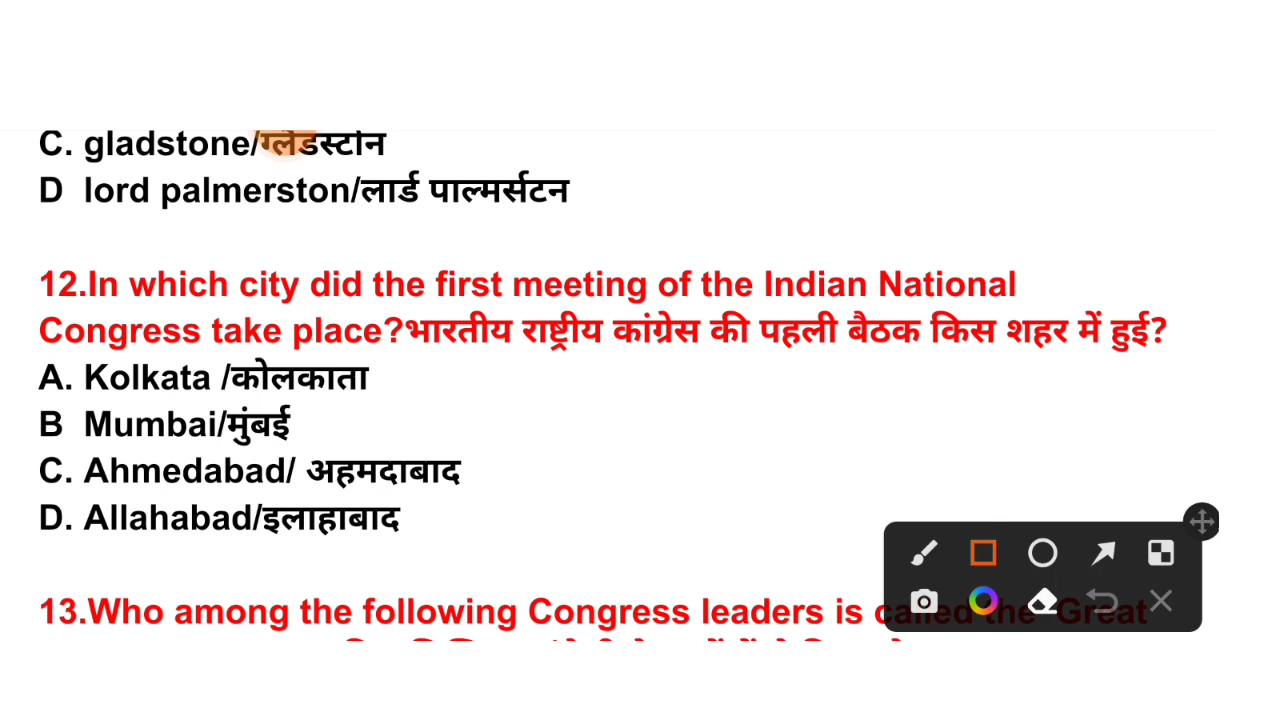 C. gladstone/ग्लैडस्टोन
D lord palmerston/लार्ड पाल्मर्सटन
12.In which city did the first meeting of the Indian National
Congress take place?भारतीय राष्ट्रीय कांग्रेस की पहली बैठक किस शहर में हुई?
A. Kolkata /कोलकाता
B Mumbai/मुंबई
C. Ahmedabad/ अहमदाबाद
D. Allahabad/इलाहाबाद
13.Who among the following Congress leaders is called the 'Great